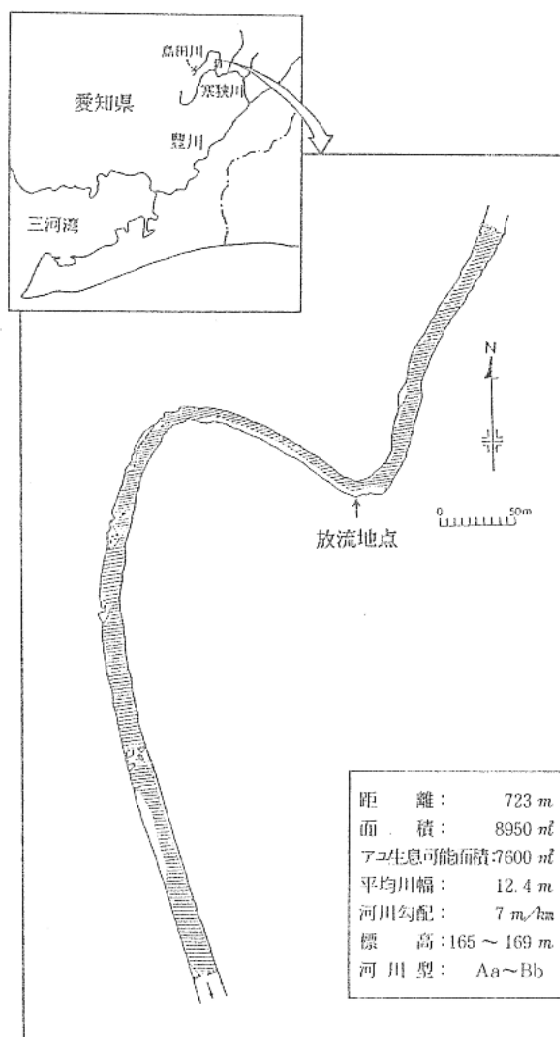 島田川
寒狭川
愛知県
豊川
三河湾
N
0 50m
放流地点
距離: 723 m
面積: 8950 ㎡
アユ生息可能面積:7600 ㎡
平均川幅: 12.4 m
河川勾配: 7 m/km
標高:165～169 m
河川型: Aa～Bb